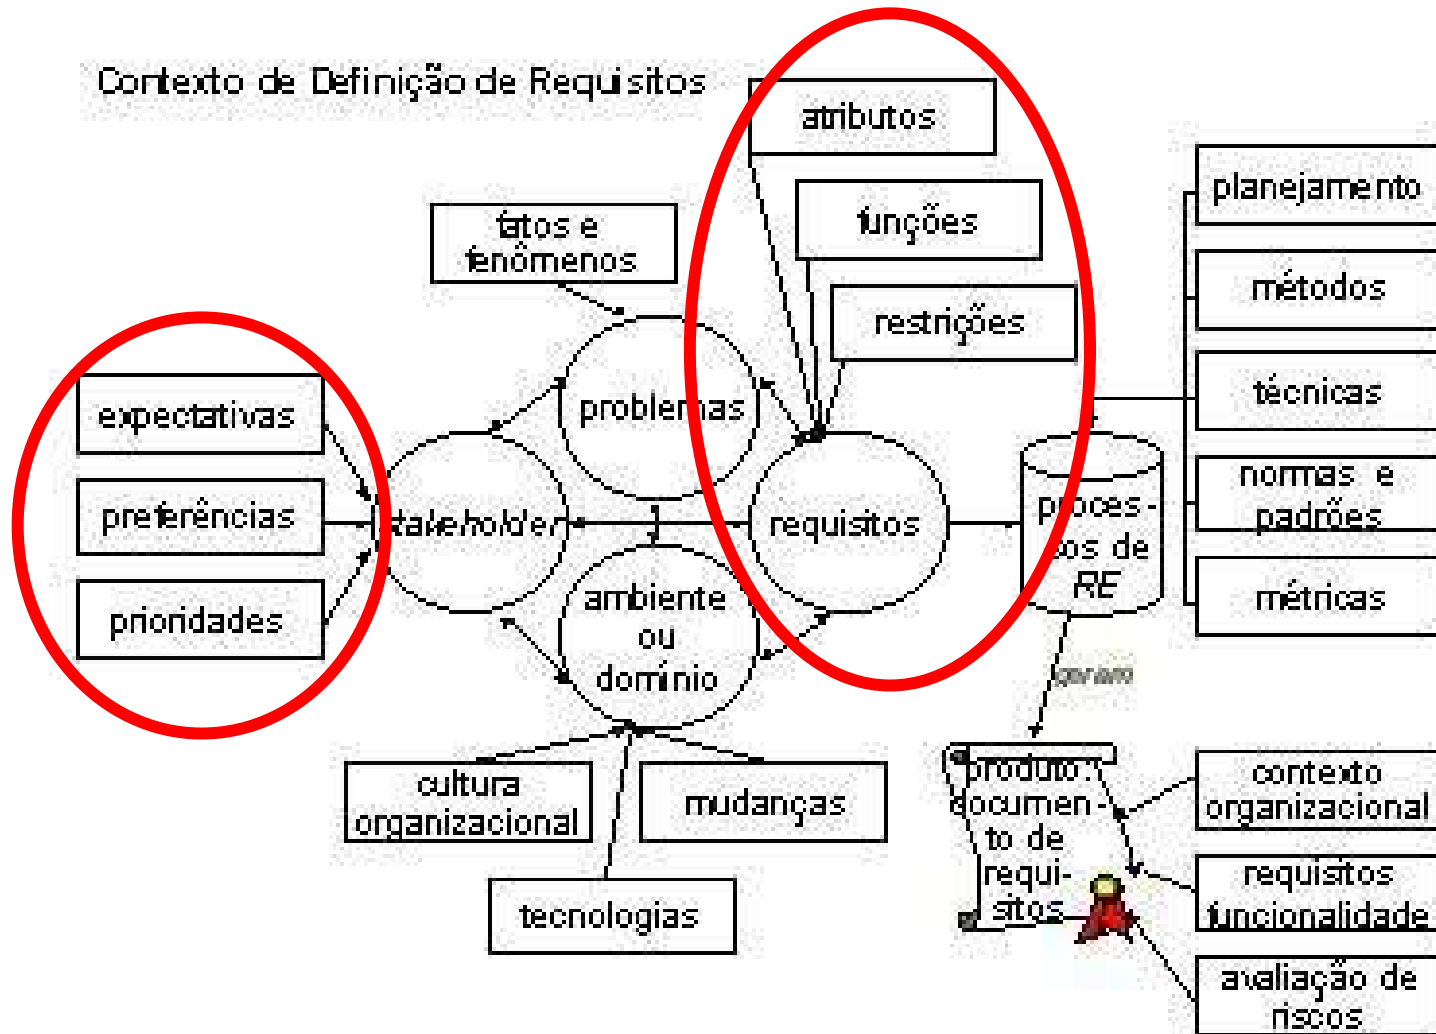 Contexto de Definição de Requisitos
atributos
funções
restrições
fatos e
fenômenos
problemas
expectativas
preferências
prioridades
stakeholder
requisitos
ambiente
ou
domínio
cultura
organizacional
mudanças
tecnologias
proces-
sos de
RE
planejamento
métodos
técnicas
normas e
padrões
métricas
geram
produto:
documen-
to de
requi-
sitos
contexto
organizacional
requisitos
funcionalidade
avaliação de
riscos